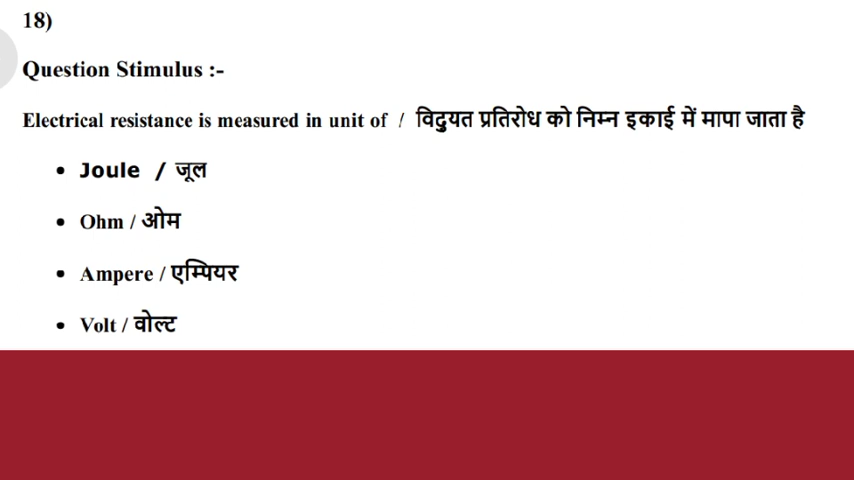 18)
Question Stimulus :-
Electrical resistance is measured in unit of / विद्युयत प्रतिरोध को निम्न इकाई में मापा जाता है
• Joule / जूल
• Ohm / ओम
• Ampere / एम्पियर
• Volt / वोल्ट